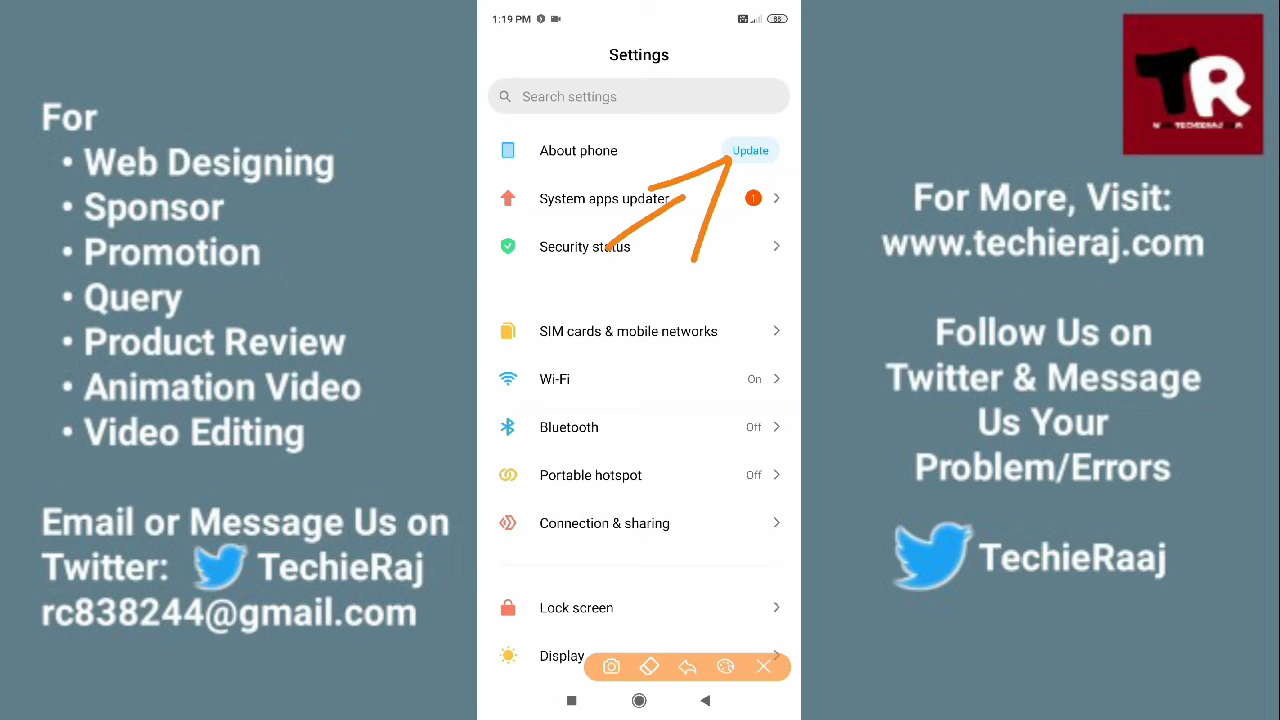 For
• Web Designing
• Sponsor
• Promotion
• Query
• Product Review
• Animation Video
• Video Editing
Email or Message Us on
Twitter: TechieRaj
rc838244@gmail.com
1:19 PM
88
Settings
Search settings
About phone Update
System apps updater 1
Security status
SIM cards & mobile networks
Wi-Fi On
Bluetooth Off
Portable hotspot Off
Connection & sharing
Lock screen
Display
TR
For More, Visit:
www.techieraj.com
Follow Us on
Twitter & Message
Us Your
Problem/Errors
TechieRaaj